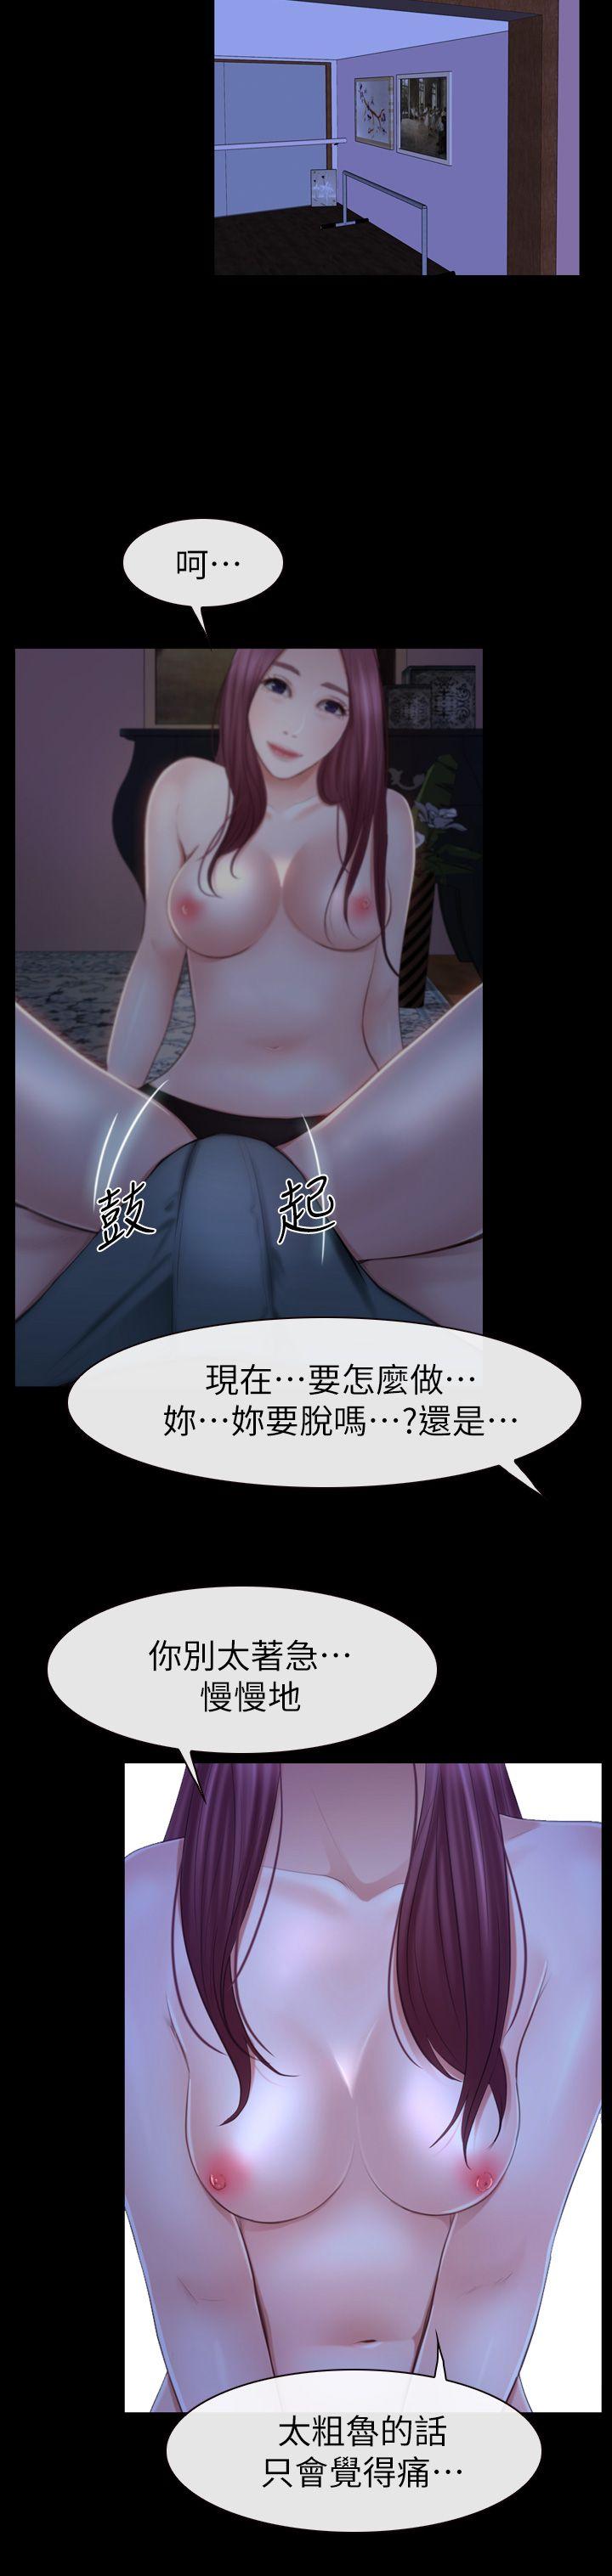 呵⋯
鼓 起
現在⋯要怎麼做⋯
妳⋯妳要脫嗎⋯?還是⋯
你別太著急⋯
慢慢地
太粗魯的話
只會覺得痛⋯